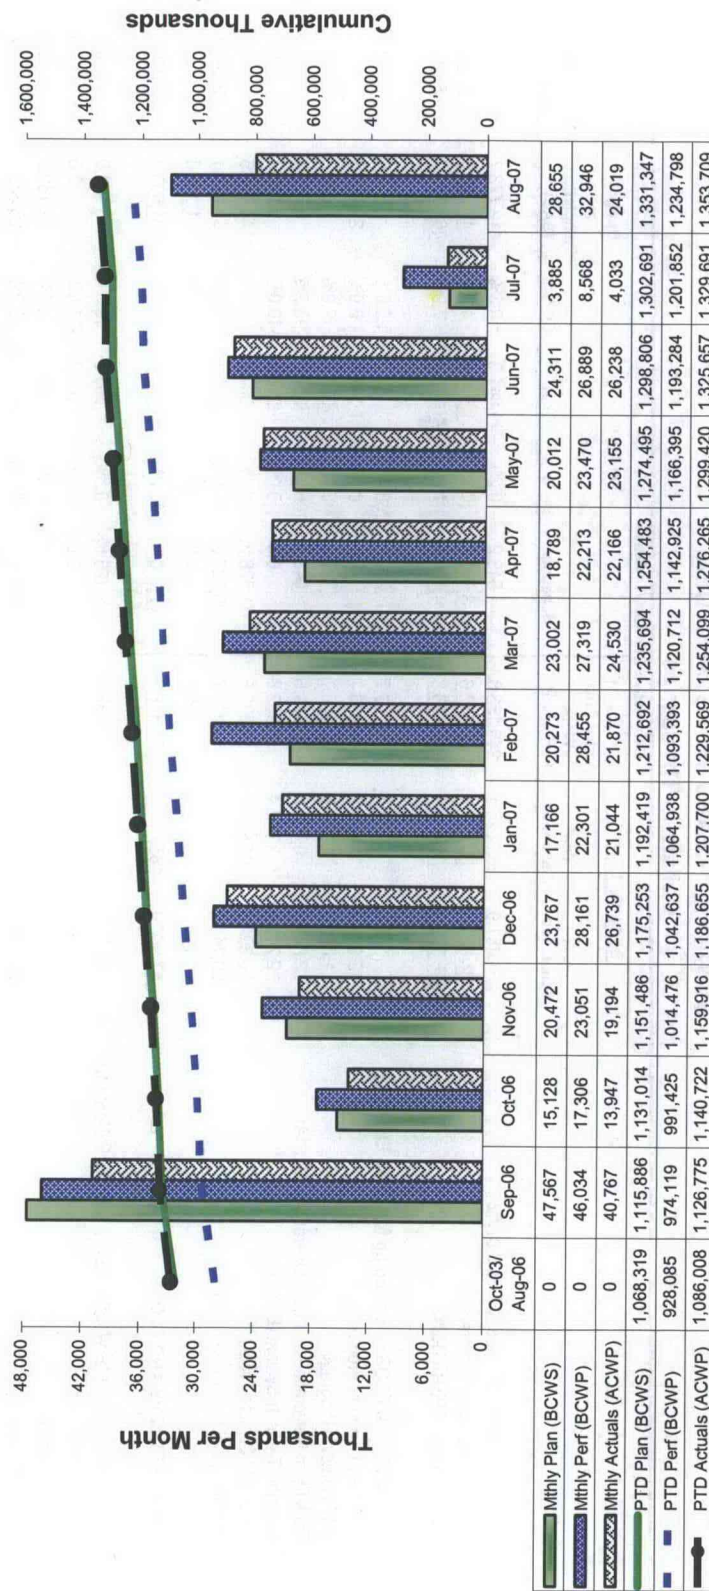 Thousands Per Month
48,000
42,000
36,000
30,000
24,000
18,000
12,000
6,000
0
Cumulative Thousands
1,600,000
1,400,000
1,200,000
1,000,000
800,000
600,000
400,000
200,000
0
Oct-03/ Aug-06 Sep-06 Oct-06 Nov-06 Dec-06 Jan-07 Feb-07 Mar-07 Apr-07 May-07 Jun-07 Jul-07 Aug-07
Mthly Plan (BCWS) 0 47,567 15,128 20,472 23,767 17,166 20,273 23,002 18,789 20,012 24,311 3,885 28,655
Mthly Perf (BCWP) 0 46,034 17,306 23,051 28,161 22,301 28,455 27,319 22,213 23,470 26,889 8,568 32,946
Mthly Actuals (ACWP) 0 40,767 13,947 19,194 26,739 21,044 21,870 24,530 22,166 23,155 26,238 4,033 24,019
PTD Plan (BCWS) 1,068,319 1,115,886 1,131,014 1,151,486 1,175,253 1,192,419 1,212,692 1,235,694 1,254,483 1,274,495 1,298,806 1,302,691 1,331,347
PTD Perf (BCWP) 928,085 974,119 991,425 1,014,476 1,042,637 1,064,938 1,093,393 1,120,712 1,142,925 1,166,395 1,193,284 1,201,852 1,234,798
PTD Actuals (ACWP) 1,086,008 1,126,775 1,140,722 1,159,916 1,186,655 1,207,700 1,229,569 1,254,099 1,276,265 1,299,420 1,325,657 1,329,691 1,353,709